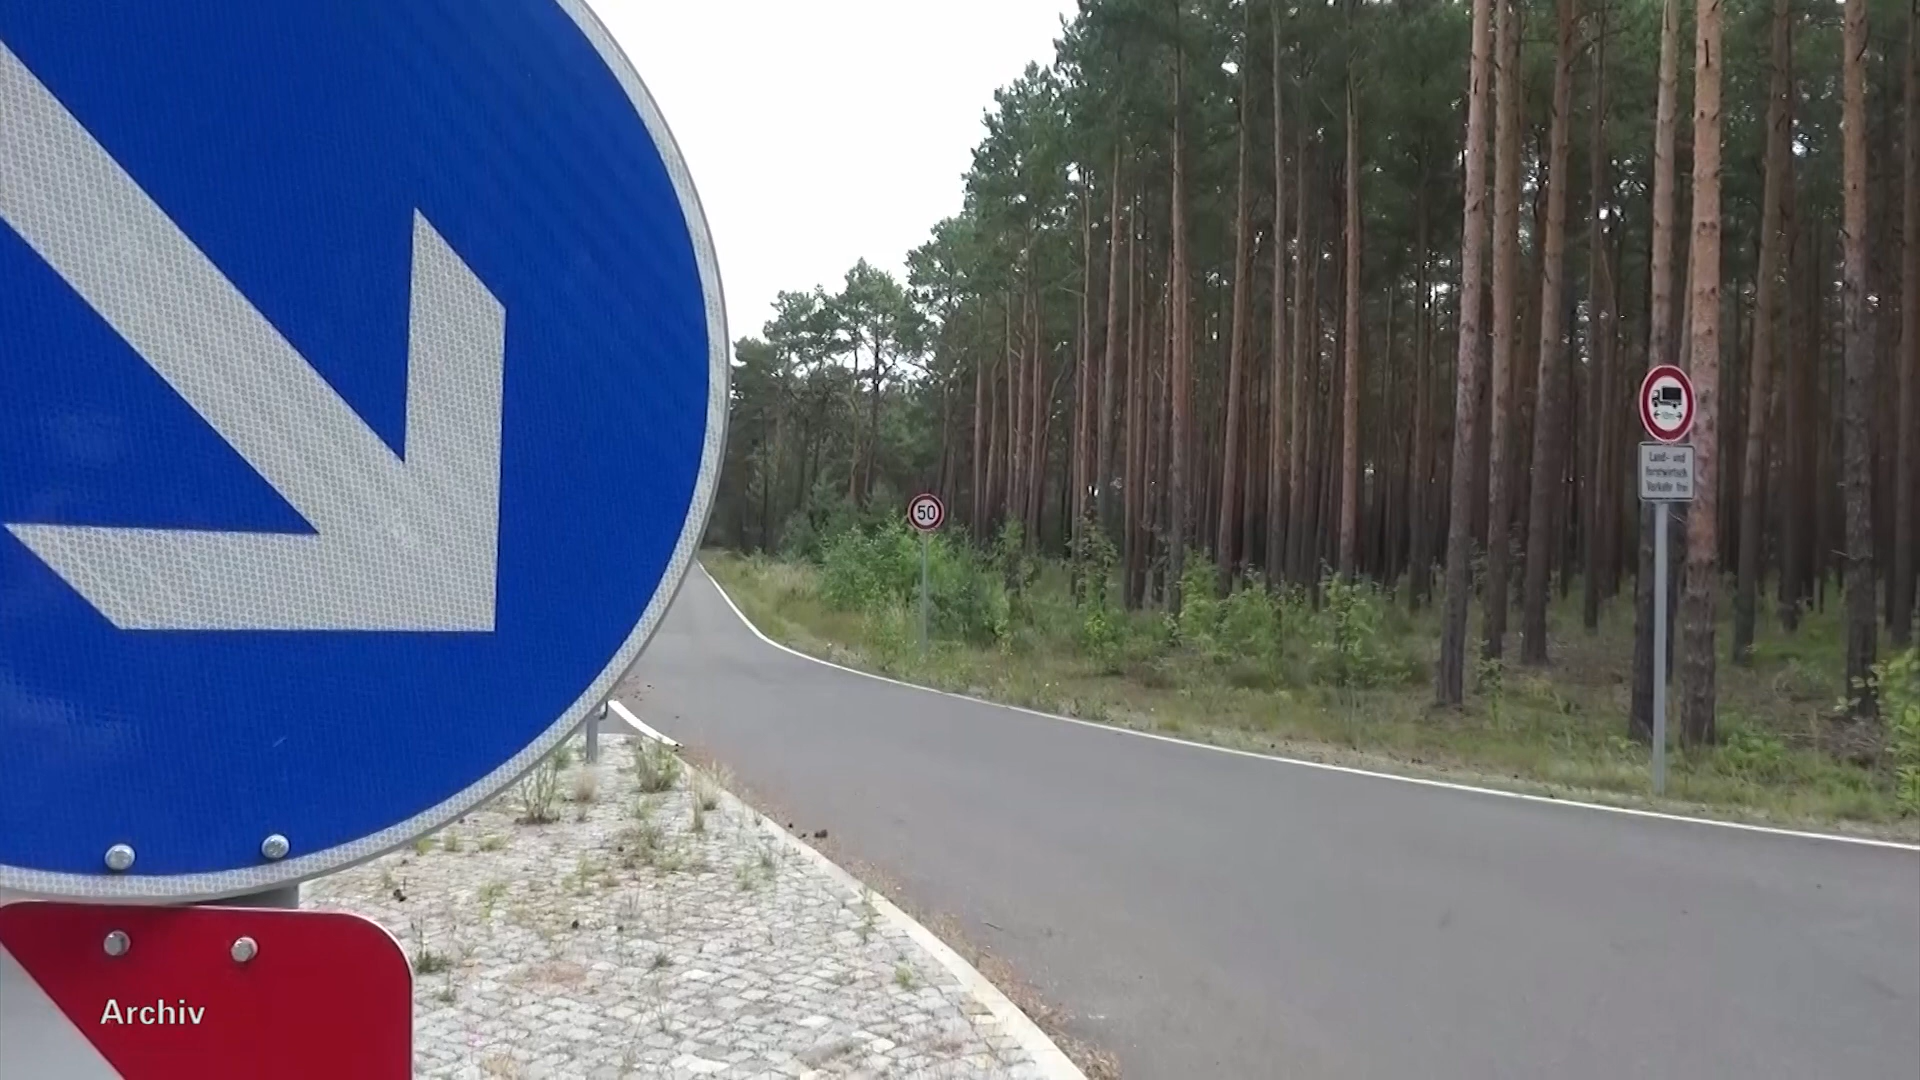 50
Land- und
forstwirtsch.
Verkehr frei
Archiv